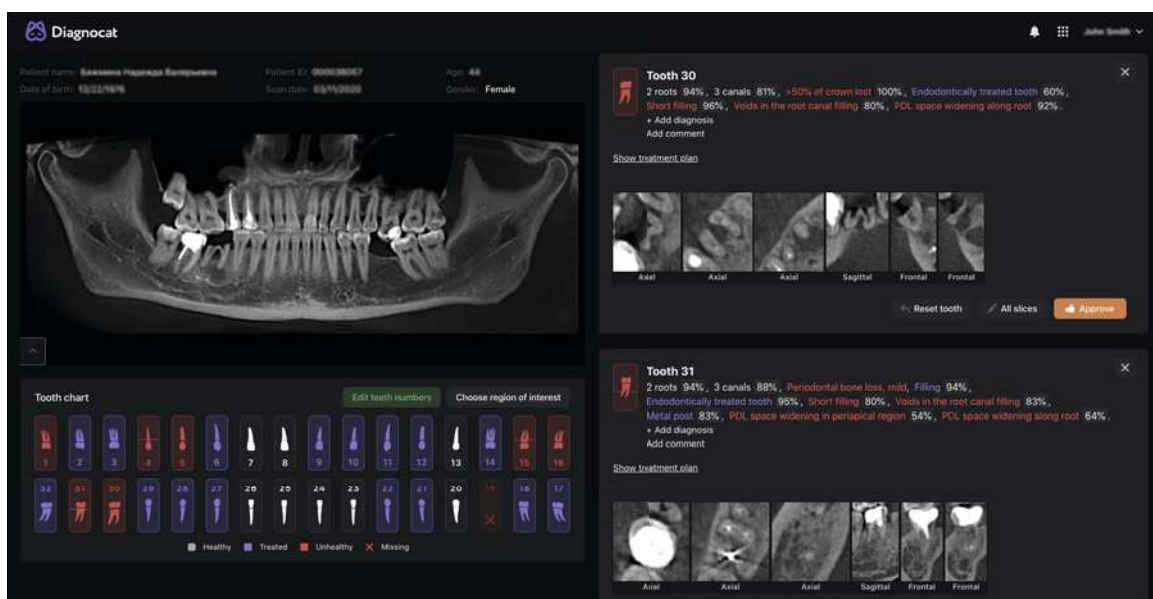 Diagnocat
Patient name:
Patient ID:
Age: 44
Date of birth: 12/22/1976
Scan date: 03/11/2020
Gender: Female
Tooth chart
Edit teeth numbers
Choose region of interest
1 2 3 4 5 6 7 8 9 10 11 12 13 14 15 16
32 31 30 29 28 27 26 25 24 23 22 21 20 19 18 17
Healthy Treated Unhealthy Missing
Tooth 30
2 roots 94%, 3 canals 81%, >50% of crown lost 100%, Endodontically treated tooth 60%,
Short filling 96%, Voids in the root canal filling 80%, PDL space widening along root 92%.
+ Add diagnosis
Add comment
Show treatment plan
Axial Axial Axial Sagittal Frontal Frontal
Reset tooth All slices Approve
Tooth 31
2 roots 94%, 3 canals 88%, Periodontal bone loss, mild, Filling 94%,
Endodontically treated tooth 95%, Short filling 80%, Voids in the root canal filling 83%,
Metal post 83%, PDL space widening in periapical region 54%, PDL space widening along root 64%.
+ Add diagnosis
Add comment
Show treatment plan
Axial Axial Axial Sagittal Frontal Frontal